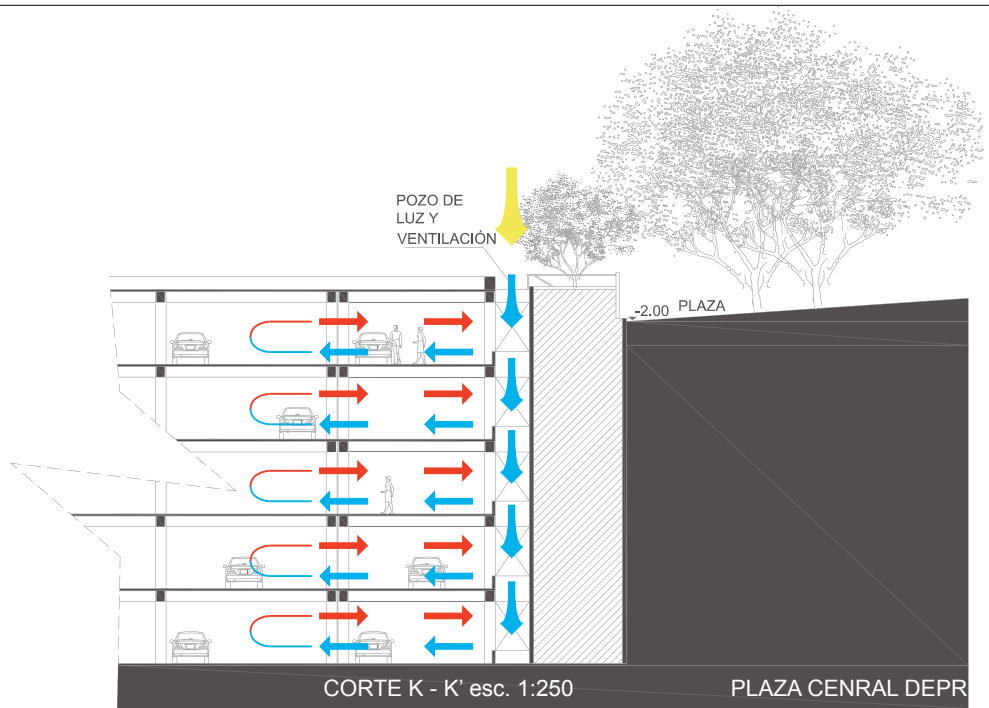 POZO DE
LUZ Y
VENTILACIÓN
-2.00 PLAZA
CORTE K - K' esc. 1:250
PLAZA CENRAL DEPR